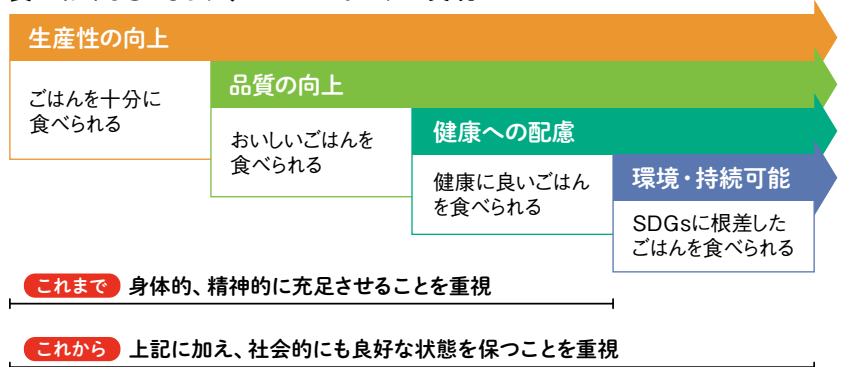 生産性の向上
ごはんを十分に
食べられる
品質の向上
おいしいごはんを
食べられる
健康への配慮
健康に良いごはん
を食べられる
環境・持続可能
SDGsに根差した
ごはんを食べられる
これまで 身体的、精神的に充足させることを重視
これから 上記に加え、社会的にも良好な状態を保つことを重視